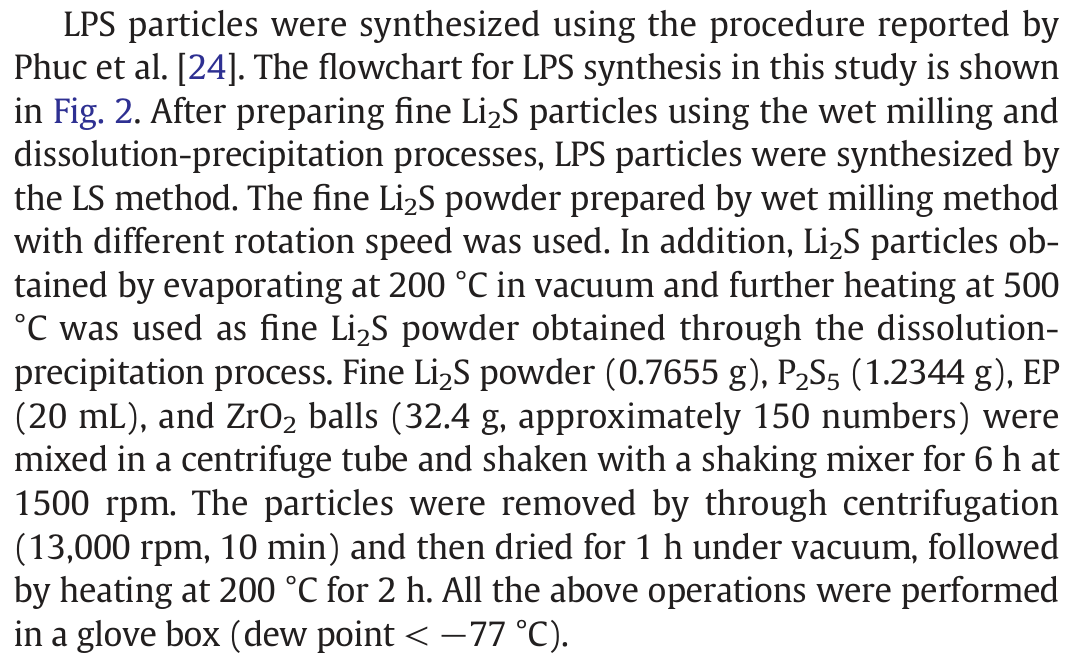 LPS particles were synthesized using the procedure reported by
Phuc et al. [24]. The flowchart for LPS synthesis in this study is shown
in Fig. 2. After preparing fine Li₂S particles using the wet milling and
dissolution-precipitation processes, LPS particles were synthesized by
the LS method. The fine Li₂S powder prepared by wet milling method
with different rotation speed was used. In addition, Li₂S particles ob-
tained by evaporating at 200 °C in vacuum and further heating at 500
°C was used as fine Li₂S powder obtained through the dissolution-
precipitation process. Fine Li₂S powder (0.7655 g), P₂S₅ (1.2344 g), EP
(20 mL), and ZrO₂ balls (32.4 g, approximately 150 numbers) were
mixed in a centrifuge tube and shaken with a shaking mixer for 6 h at
1500 rpm. The particles were removed by through centrifugation
(13,000 rpm, 10 min) and then dried for 1 h under vacuum, followed
by heating at 200 °C for 2 h. All the above operations were performed
in a glove box (dew point < −77 °C).